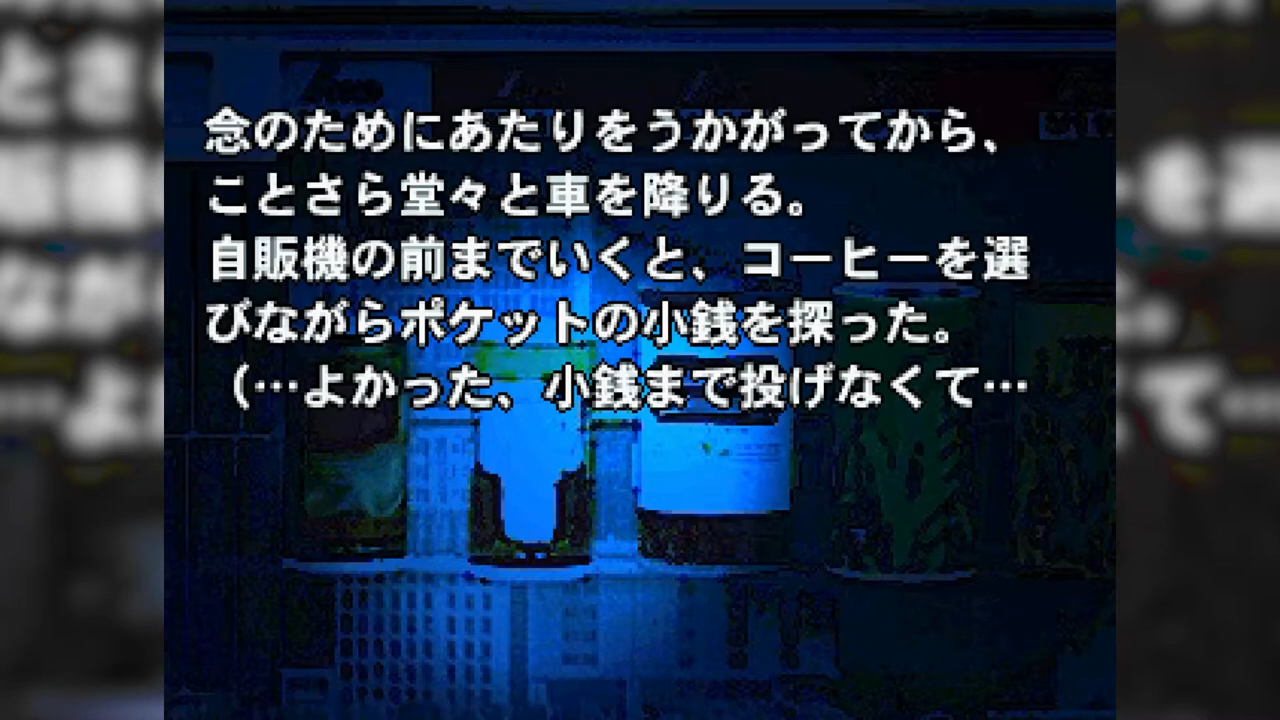 念のためにあたりをうかがってから、
ことさら堂々と車を降りる。
自販機の前までいくと、コーヒーを選
びながらポケットの小銭を探った。
（…よかった、小銭まで投げなくて…